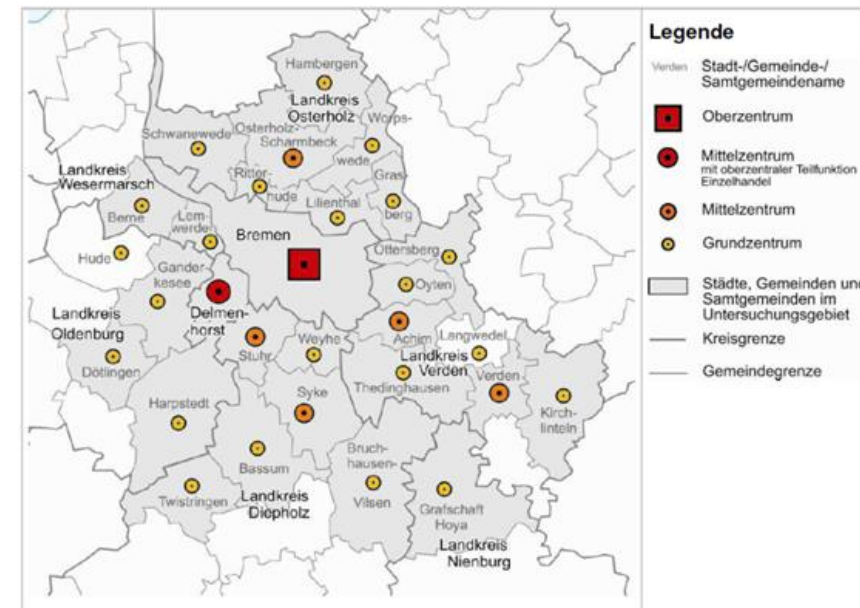 Hambergen
Landkreis
Osterholz
Worps-
wede
Schwanewede
Osterholz-
Scharmbeck
Ritter-
hude
Gras
berg
Lilienthal
Landkreis
Wesermarsch
Berne
Lem-
werder
Bremen
Hude
Ottersberg
Gander-
kesee
Oyten
Landkreis
Oldenburg
Delmen-
horst
Stuhr
Weyhe
Achim
Langwedel
Landkreis
Verden
Dötlingen
Thedinghausen
Verden
Harpstedt
Syke
Kirch-
linteln
Bassum
Bruch-
hausen-
Vilsen
Twistringen
Landkreis
Diepholz
Grafschaft
Hoya
Landkreis
Nienburg
Legende
Verden
Stadt-/Gemeinde-/
Samtgemeindename
Oberzentrum
Mittelzentrum
mit oberzentraler Teilfunktion
Einzelhandel
Mittelzentrum
Grundzentrum
Städte, Gemeinden und
Samtgemeinden im
Untersuchungsgebiet
Kreisgrenze
Gemeindegrenze